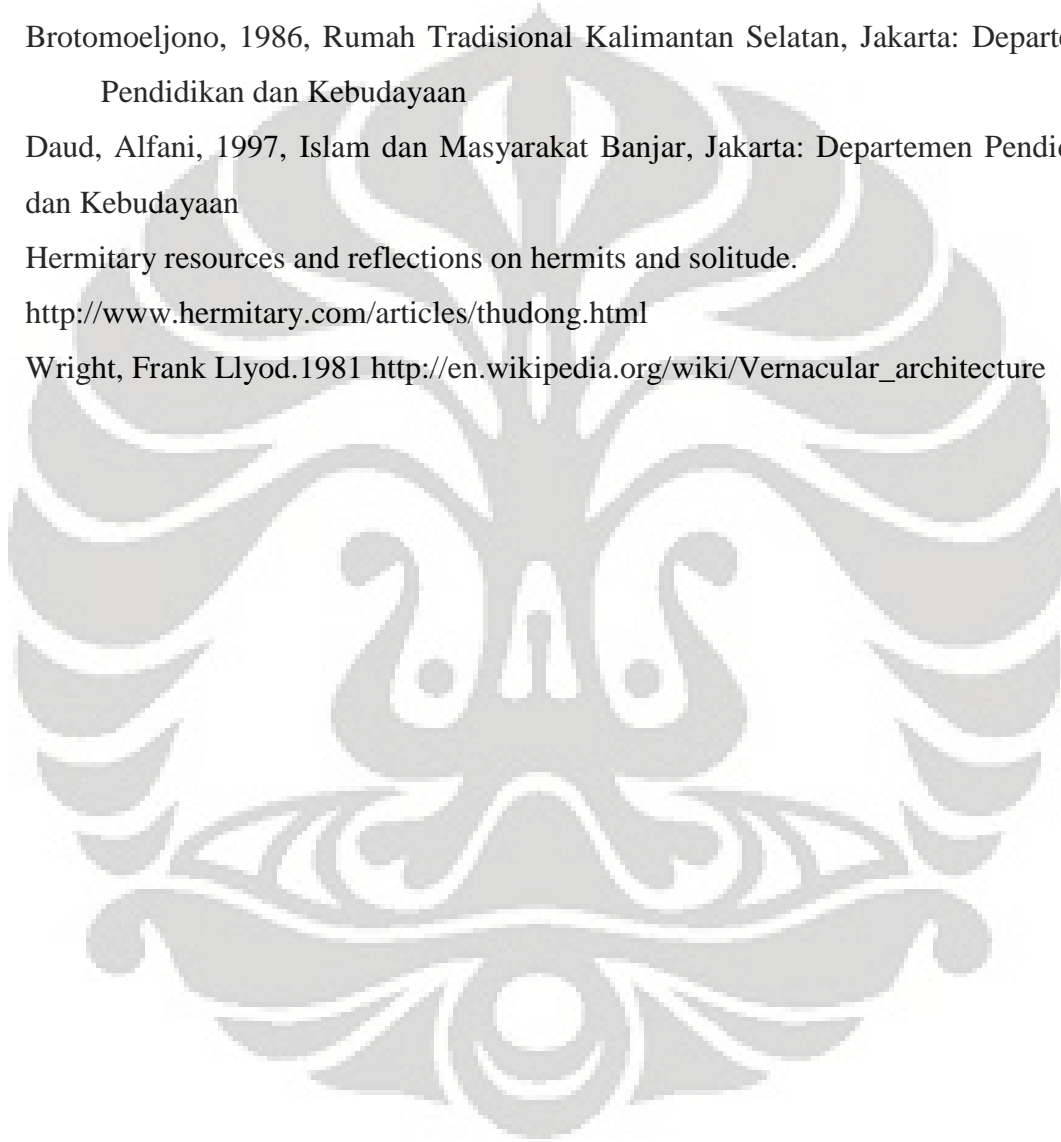 Brotomoeljono, 1986, Rumah Tradisional Kalimantan Selatan, Jakarta:
Pendidikan dan Kebudayaan
Daud, Alfani, 1997, Islam dan Masyarakat Banjar, Jakarta: Departemen
dan Kebudayaan
Hermitary resources and reflections on hermits and solitude.
http://www.hermitary.com/articles/thudong.html
Wright, Frank Llyod.1981 http://en.wikipedia.org/wiki/Vernacular_architecture